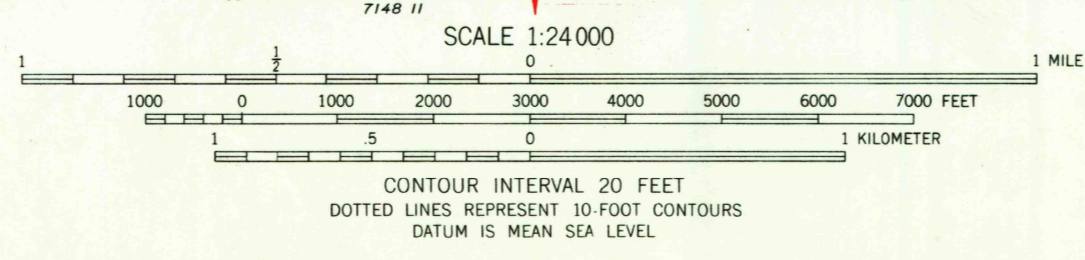 7148 II
SCALE 1:24 000
1 1/2 0 1 MILE
1000 0 1000 2000 3000 4000 5000 6000 7000 FEET
1 .5 0 1 KILOMETER
CONTOUR INTERVAL 20 FEET
DOTTED LINES REPRESENT 10-FOOT CONTOURS
DATUM IS MEAN SEA LEVEL